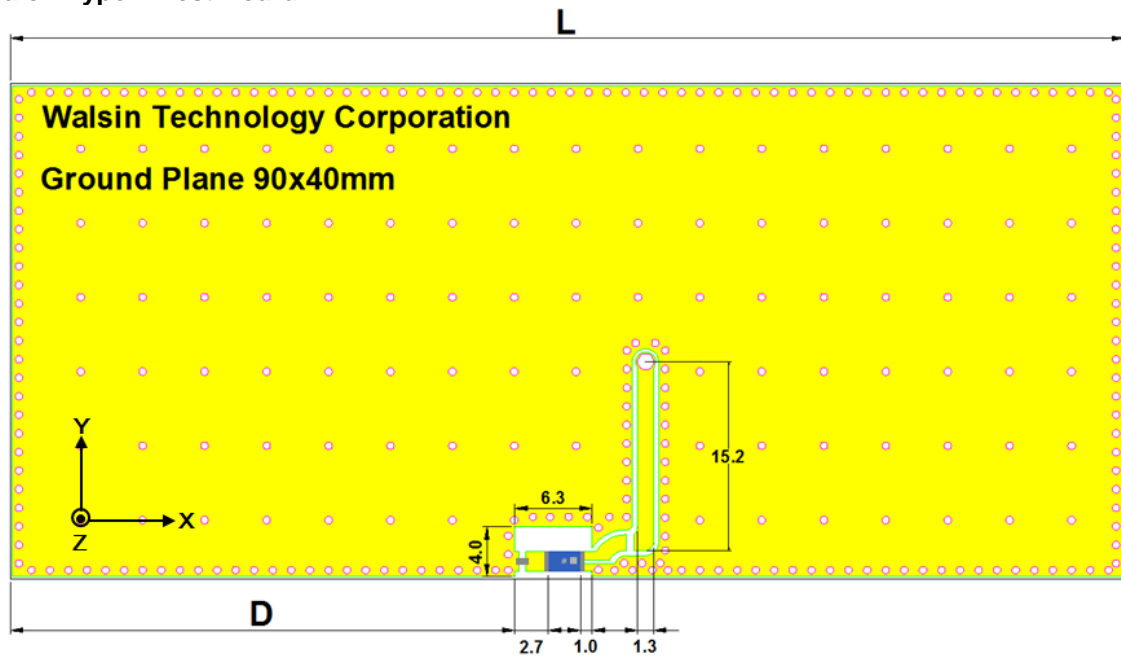 L
Walsin Technology Corporation
Ground Plane 90x40mm
15.2
Y
X
Z
6.3
4.0
D
2.7
1.0
1.3